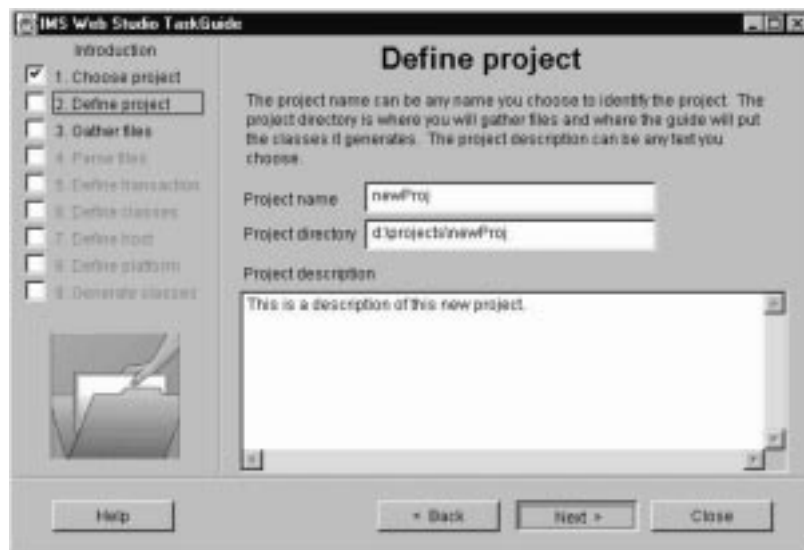 IMS Web Studio TaskGuide
Introduction
1. Choose project
2. Define project
3. Gather files
4. Parse files
5. Define transaction
6. Define classes
7. Define host
8. Define platform
9. Generate classes
Define project
The project name can be any name you choose to identify the project. The
project directory is where you will gather files and where the guide will put
the classes it generates. The project description can be any text you
choose.
Project name
newProj
Project directory
d:\projects\newProj
Project description
This is a description of this new project.
Help
< Back
Next >
Close